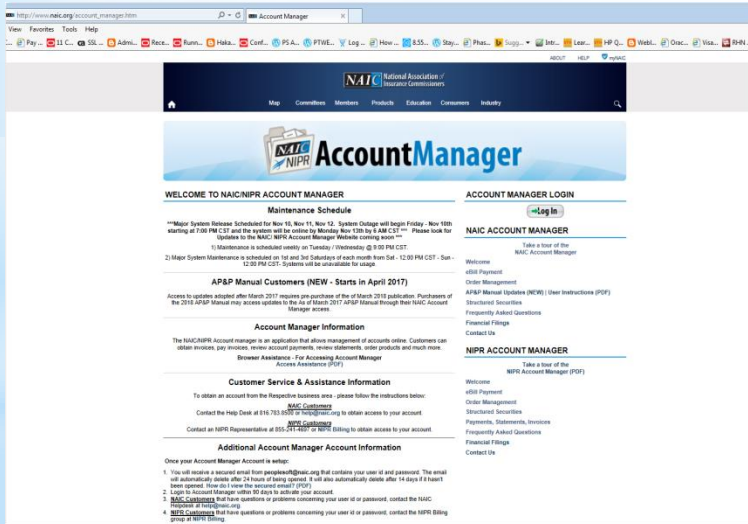 http://www.naic.org/account_manager.htm
Account Manager
View Favorites Tools Help
Pay ... 11 C... SSL ... Admi... Rece... Runn... Haka... Conf... PS A... PTWE... Log ... How ... 8.55... Stay... Phas... Sugg... Intr... Lear... HP Q... Webl... Orac... Visa... RHN
ABOUT HELP myNAIC
NAIC National Association of
Insurance Commissioners
Map Committees Members Products Education Consumers Industry
NAIC
NIPR
AccountManager
WELCOME TO NAIC/NIPR ACCOUNT MANAGER
Maintenance Schedule
***Major System Release Scheduled for Nov 10, Nov 11, Nov 12. System Outage will begin Friday - Nov 10th
starting at 7:00 PM CST and the system will be online by Monday Nov 13th by 6 AM CST *** Please look for
Updates to the NAIC/ NIPR Account Manager Website coming soon ***
1) Maintenance is scheduled weekly on Tuesday / Wednesday @ 9:00 PM CST.
2) Major System Maintenance is scheduled on 1st and 3rd Saturdays of each month from Sat - 12:00 PM CST - Sun -
12:00 PM CST- Systems will be unavailable for usage
AP&P Manual Customers (NEW - Starts in April 2017)
Access to updates adopted after March 2017 requires pre-purchase of the of March 2018 publication. Purchasers of
the 2018 AP&P Manual may access updates to the As of March 2017 AP&P Manual through their NAIC Account
Manager access.
Account Manager Information
The NAIC/NIPR Account manager is an application that allows management of accounts online. Customers can
obtain invoices, pay invoices, review account payments, review statements, order products and much more.
Browser Assistance - For Accessing Account Manager
Access Assistance (PDF)
Customer Service & Assistance Information
To obtain an account from the Respective business area - please follow the instructions below:
NAIC Customers
Contact the Help Desk at 816.783.8500 or help@naic.org to obtain access to your account.
NIPR Customers
Contact an NIPR Representative at 855-241-4697 or NIPR Billing to obtain access to your account.
Additional Account Manager Account Information
Once your Account Manager Account is setup:
1. You will receive a secured email from peoplesoft@naic.org that contains your user id and password. The email
will automatically delete after 24 hours of being opened. It will also automatically delete after 14 days if it hasn't
been opened. How do I view the secured email? (PDF)
2. Login to Account Manager within 90 days to activate your account.
3. NAIC Customers that have questions or problems concerning your user id or password, contact the NAIC
Helpdesk at help@naic.org.
4. NIPR Customers that have questions or problems concerning your user id or password, contact the NIPR Billing
group at NIPR Billing.
ACCOUNT MANAGER LOGIN
Log In
NAIC ACCOUNT MANAGER
Take a tour of the
NAIC Account Manager
Welcome
eBill Payment
Order Management
AP&P Manual Updates (NEW) | User Instructions (PDF)
Structured Securities
Frequently Asked Questions
Financial Filings
Contact Us
NIPR ACCOUNT MANAGER
Take a tour of the
NIPR Account Manager (PDF)
Welcome
eBill Payment
Order Management
Structured Securities
Payments, Statements, Invoices
Frequently Asked Questions
Financial Filings
Contact Us